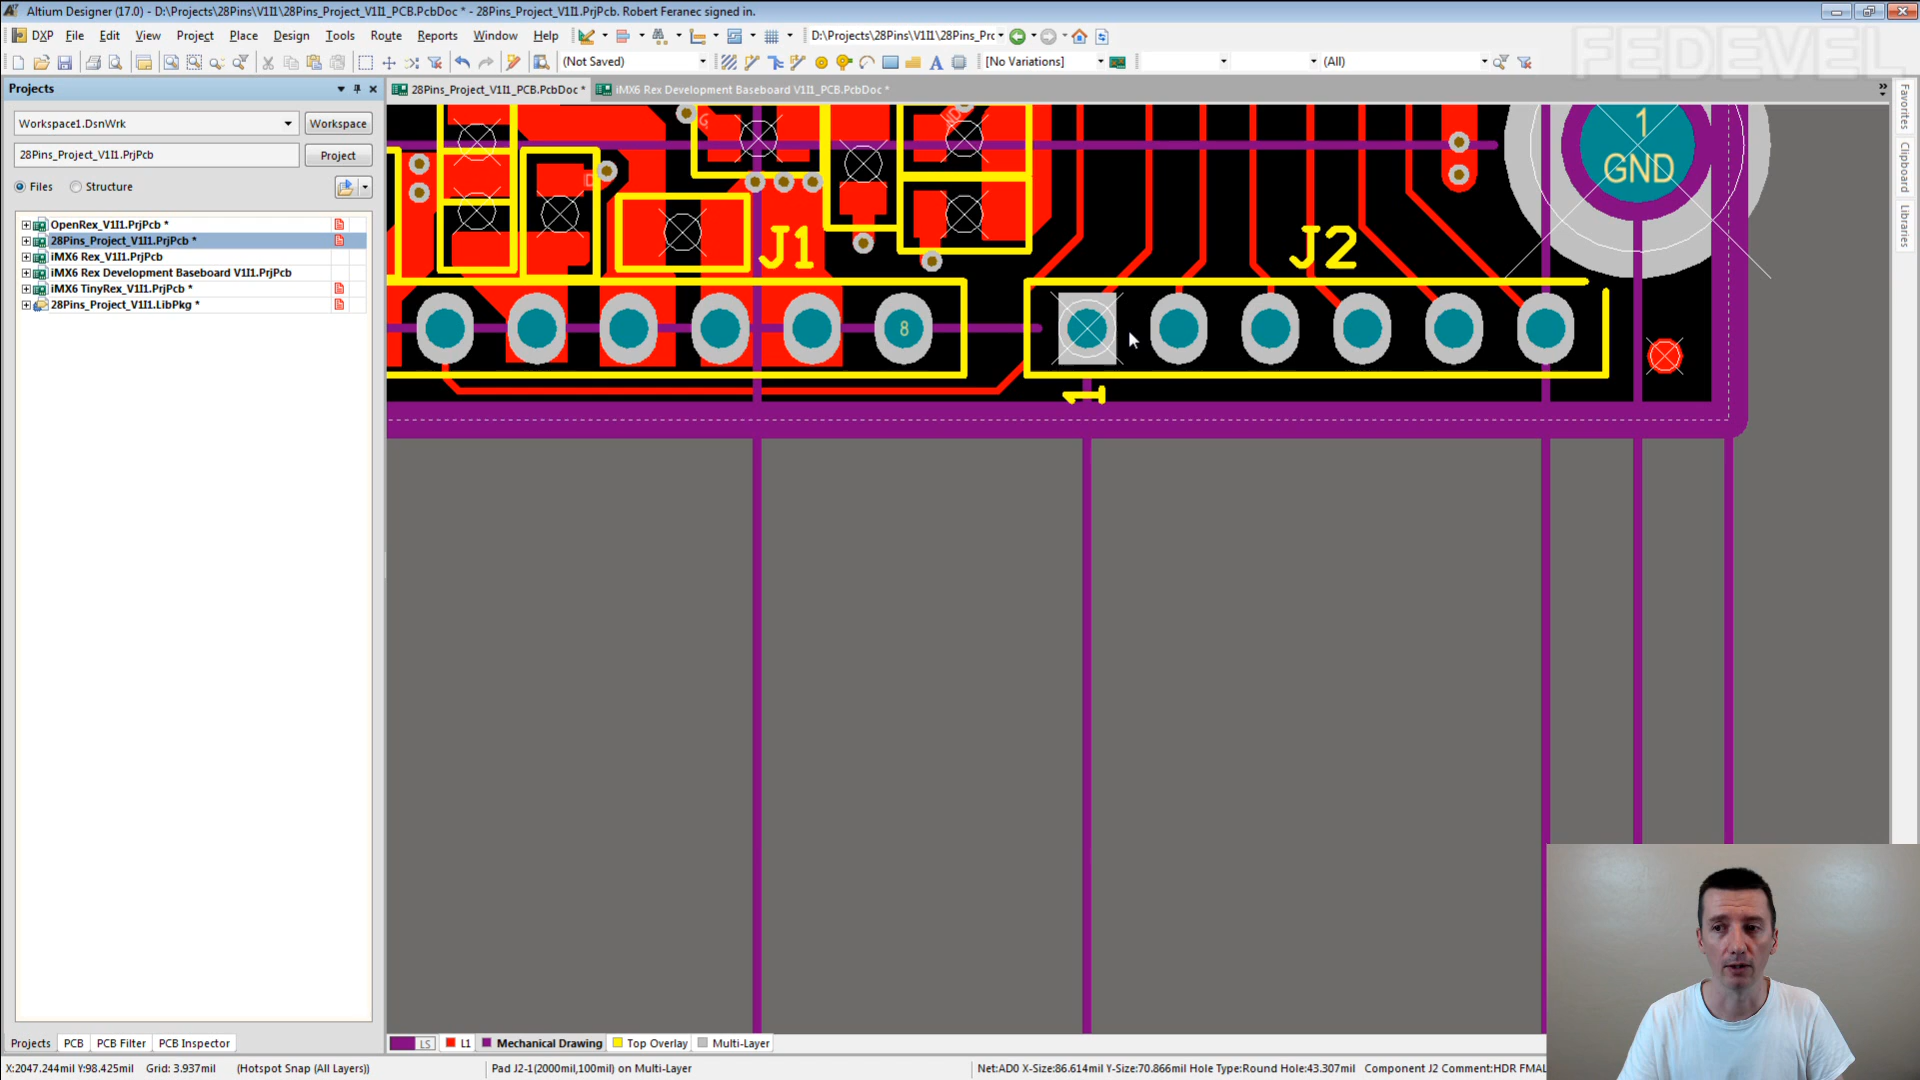 Altium Designer (17.0) - D:\Projects\28Pins\V1I1\28Pins_Project_V1I1_PCB.PcbDoc * - 28Pins_Project_V1I1.PrjPcb. Robert Feranec signed in.
DXP File Edit View Project Place Design Tools Route Reports Window Help D:\Projects\28Pins\V1I1\28Pins_Prc
FEDEVEL
(Not Saved) [No Variations] (All)
Projects
28Pins_Project_V1I1_PCB.PcbDoc *
iMX6 Rex Development Baseboard V1I1_PCB.PcbDoc *
Workspace1.DsnWrk
Workspace
28Pins_Project_V1I1.PrjPcb
Project
Files Structure
OpenRex_V1I1.PrjPcb *
28Pins_Project_V1I1.PrjPcb *
iMX6 Rex_V1I1.PrjPcb
iMX6 Rex Development Baseboard V1I1.PrjPcb
iMX6 TinyRex_V1I1.PrjPcb *
28Pins_Project_V1I1.LibPkg *
1
GND
J1
J2
8
1
Favorites
Clipboard
Libraries
Projects PCB PCB Filter PCB Inspector
LS L1 Mechanical Drawing Top Overlay Multi-Layer
X:2047.244mil Y:98.425mil Grid: 3.937mil (Hotspot Snap (All Layers)) Pad J2-1(2000mil,100mil) on Multi-Layer Net:AD0 X-Size:86.614mil Y-Size:70.866mil Hole Type:Round Hole:43.307mil Component J2 Comment:HDR FMAL